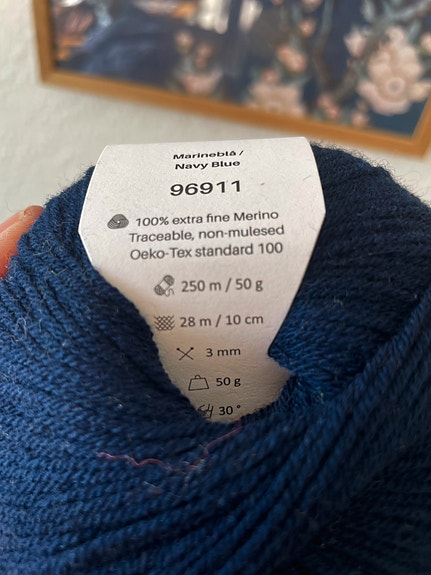 Marineblå /
Navy Blue
96911
100% extra fine Merino
Traceable, non-mulesed
Oeko-Tex standard 100
250 m / 50 g
28 m / 10 cm
3 mm
50 g
30 °